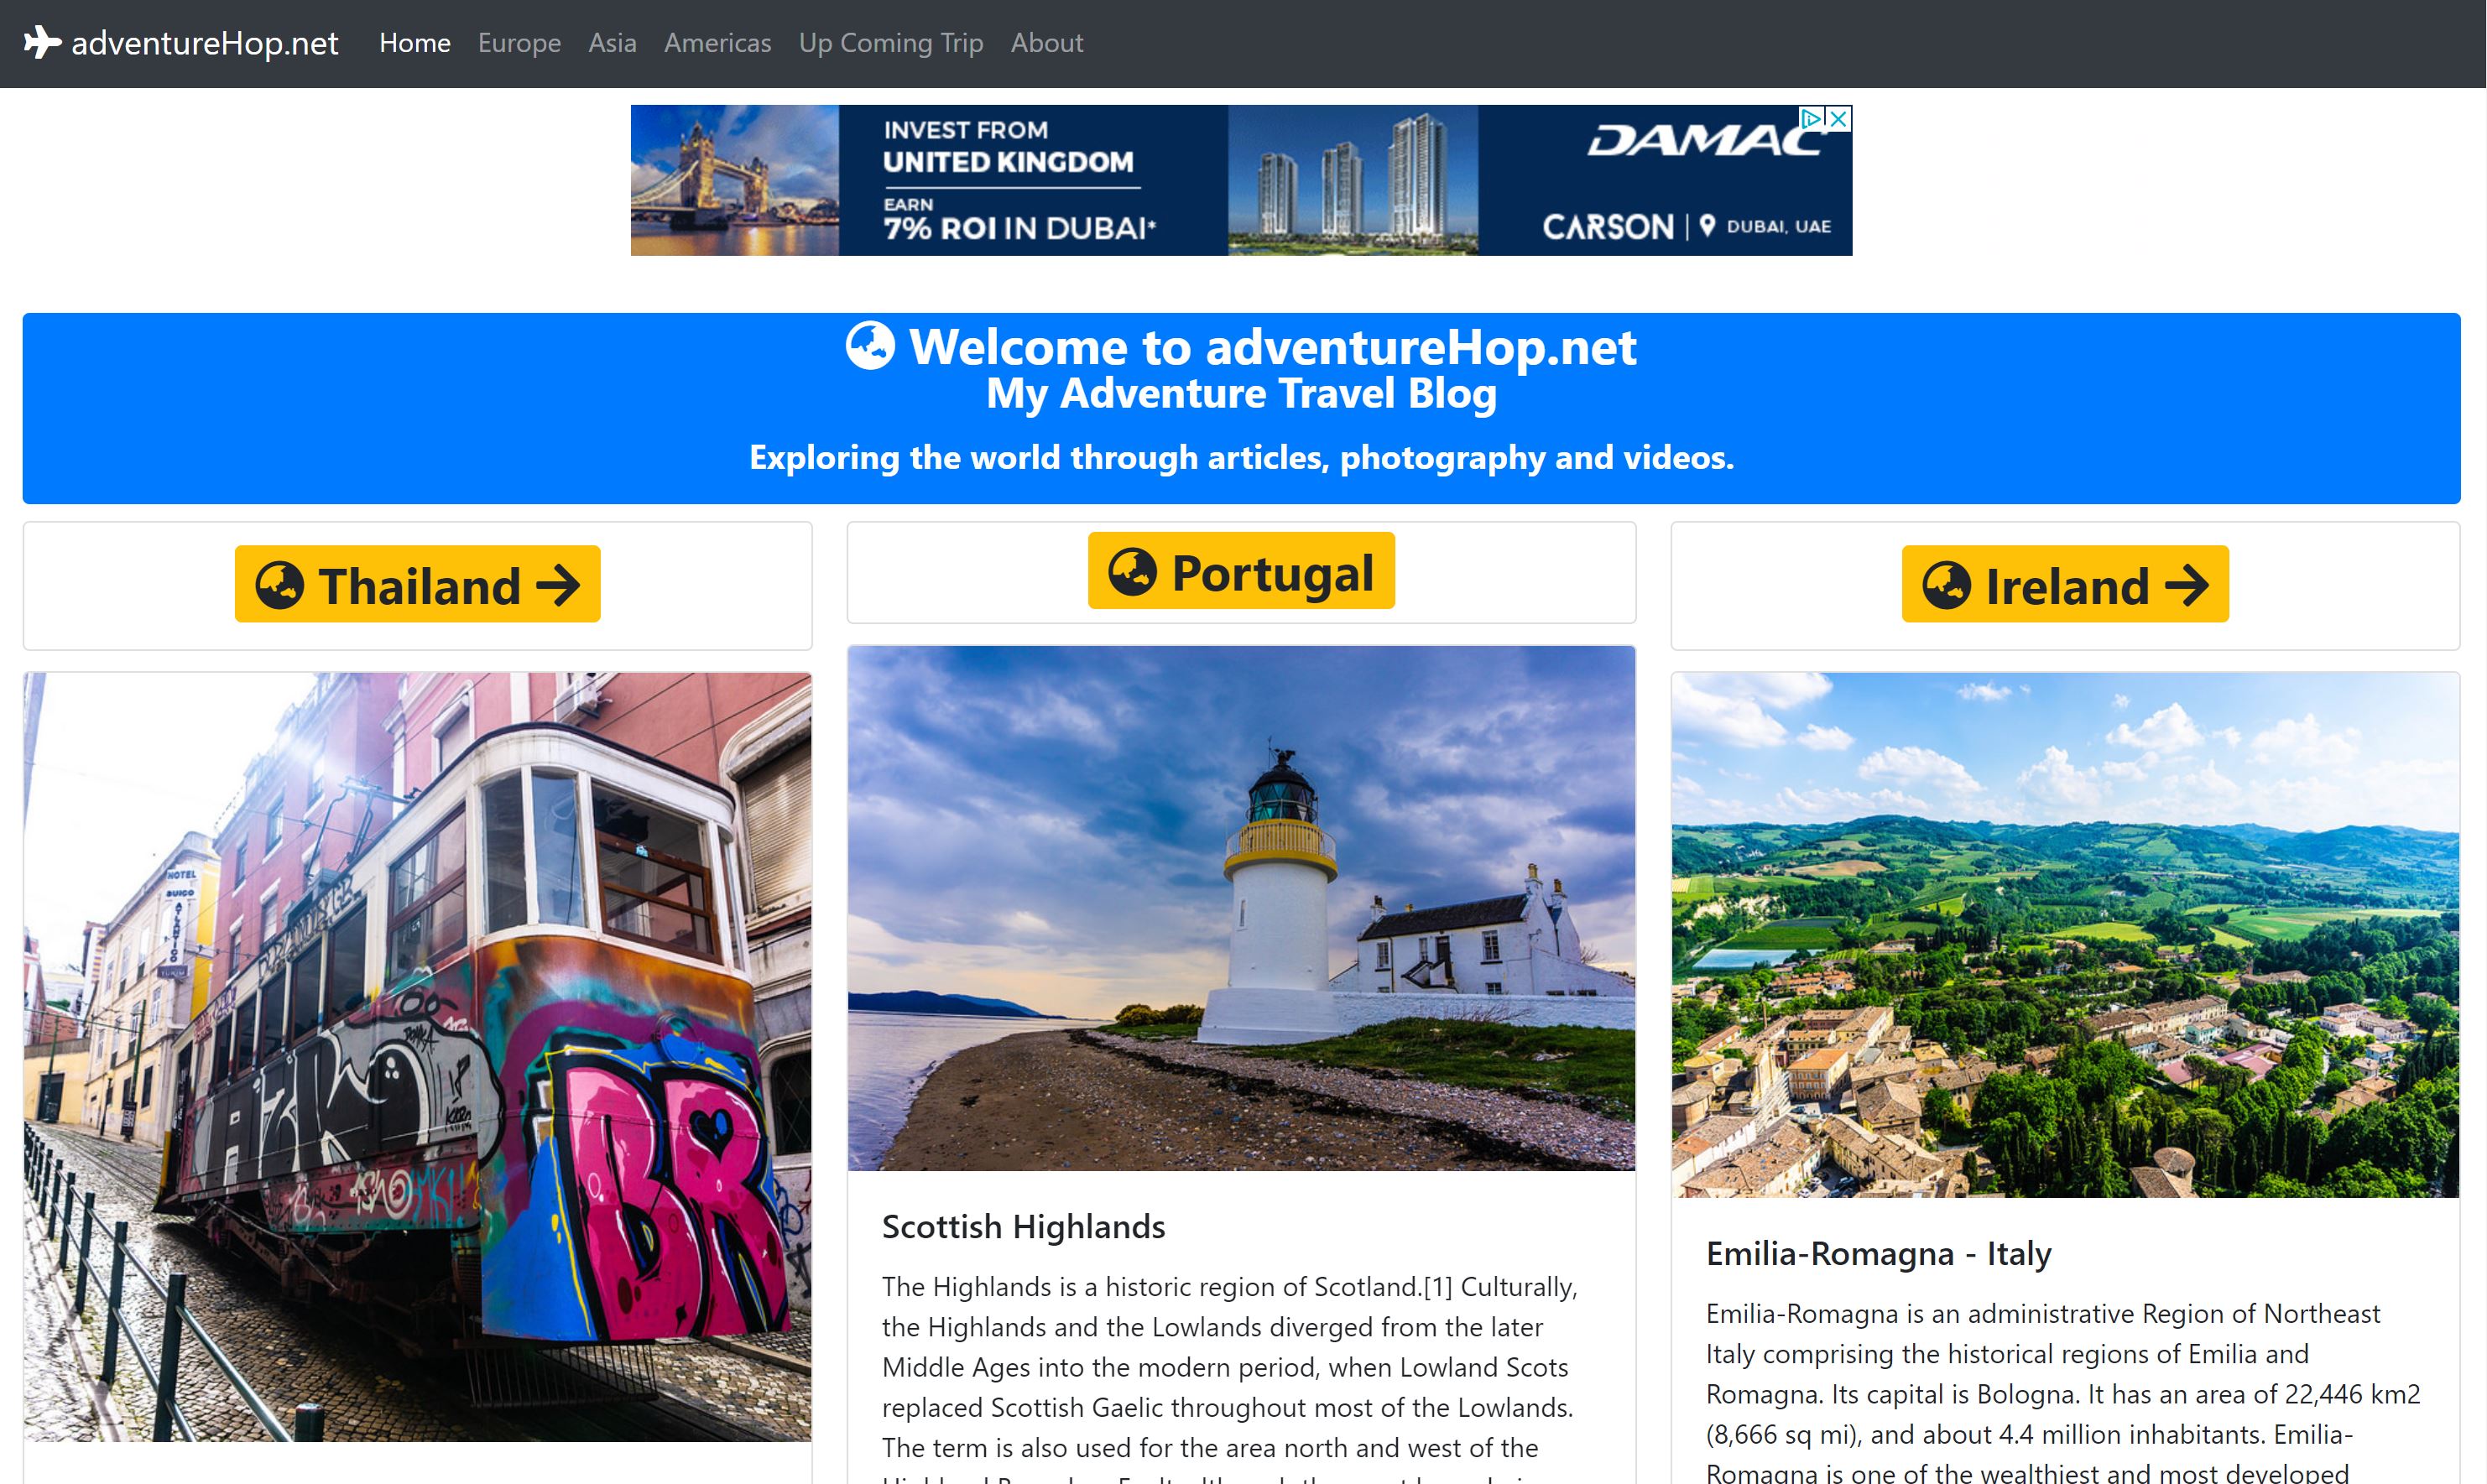 adventureHop.net Home Europe Asia Americas Up Coming Trip About
INVEST FROM
UNITED KINGDOM
EARN
7% ROI IN DUBAI*
DAMAC
CARSON | DUBAI, UAE
Welcome to adventureHop.net
My Adventure Travel Blog
Exploring the world through articles, photography and videos.
Thailand
Portugal
Ireland
HOTEL
BR
Scottish Highlands
The Highlands is a historic region of Scotland.[1] Culturally,
the Highlands and the Lowlands diverged from the later
Middle Ages into the modern period, when Lowland Scots
replaced Scottish Gaelic throughout most of the Lowlands.
The term is also used for the area north and west of the
Emilia-Romagna - Italy
Emilia-Romagna is an administrative Region of Northeast
Italy comprising the historical regions of Emilia and
Romagna. Its capital is Bologna. It has an area of 22,446 km2
(8,666 sq mi), and about 4.4 million inhabitants. Emilia-
Romagna is one of the wealthiest and most developed